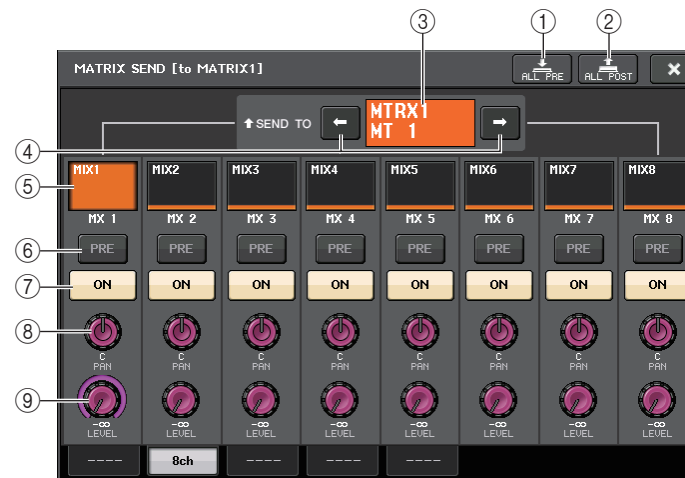 ③ ① ②
MATRIX SEND [to MATRIX1]
ALL PRE ALL POST ×
SEND TO
MTRX1
MT 1
④
⑤ MIX1 MIX2 MIX3 MIX4 MIX5 MIX6 MIX7 MIX8
MX 1 MX 2 MX 3 MX 4 MX 5 MX 6 MX 7 MX 8
⑥ PRE PRE PRE PRE PRE PRE PRE PRE
⑦ ON ON ON ON ON ON ON ON
⑧
C C C C C C C C
PAN PAN PAN PAN PAN PAN PAN PAN
⑨
-∞ -∞ -∞ -∞ -∞ -∞ -∞ -∞
LEVEL LEVEL LEVEL LEVEL LEVEL LEVEL LEVEL LEVEL
---- 8ch ---- ---- ----